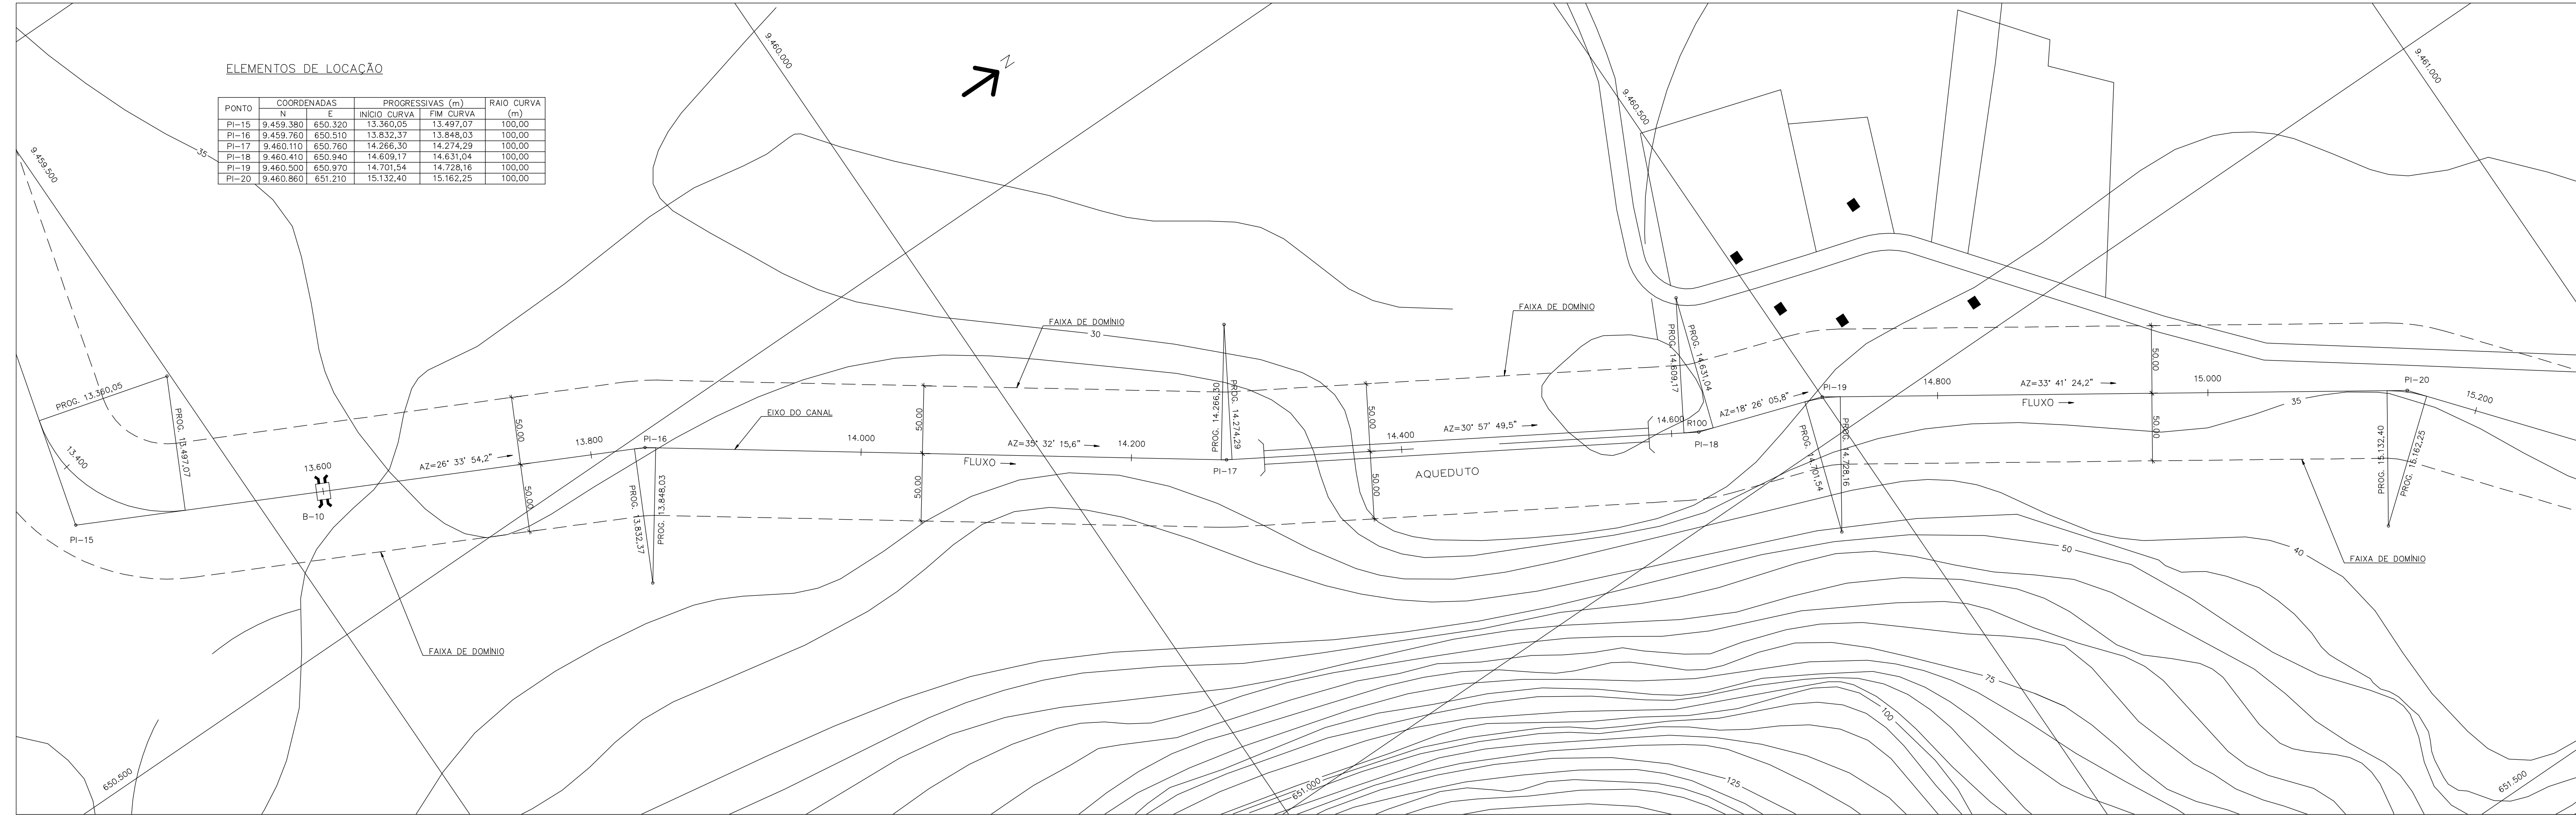 ELEMENTOS DE LOCAÇÃO
PONTO COORDENADAS PROGRESSIVAS (m) RAIO CURVA (m)
N E INÍCIO CURVA FIM CURVA
PI-15 9.459.380 650.320 13.360,05 13.497,07 100,00
PI-16 9.459.760 650.510 13.832,37 13.848,03 100,00
PI-17 9.460.110 650.760 14.266,30 14.274,29 100,00
PI-18 9.460.410 650.940 14.609,17 14.631,04 100,00
PI-19 9.460.500 650.970 14.701,54 14.728,16 100,00
PI-20 9.460.860 651.210 15.132,40 15.162,25 100,00
N
9.459.500
9.460.000
9.460.500
9.461.000
35
30
FAIXA DE DOMÍNIO
FAIXA DE DOMÍNIO
PROG. 13.360,05
PROG. 13.497,07
13.400
PI-15
13.600
B-10
AZ=26° 33' 54,2"
50,00
50,00
13.800
PI-16
PROG. 13.832,37
PROG. 13.848,03
EIXO DO CANAL
14.000
50,00
50,00
FLUXO
AZ=35° 32' 15,6"
14.200
PROG. 14.266,30
PROG. 14.274,29
PI-17
50,00
50,00
14.400
AZ=30° 57' 49,5"
AQUEDUTO
14.600
R100
PROG. 14.609,17
PROG. 14.631,04
PI-18
AZ=18° 26' 05,8"
PI-19
PROG. 14.701,54
PROG. 14.728,16
14.800
AZ=33° 41' 24,2"
FLUXO
15.000
50,00
50,00
35
PI-20
PROG. 15.132,40
PROG. 15.162,25
15.200
FAIXA DE DOMÍNIO
FAIXA DE DOMÍNIO
40
50
75
100
125
650.500
651.000
651.500